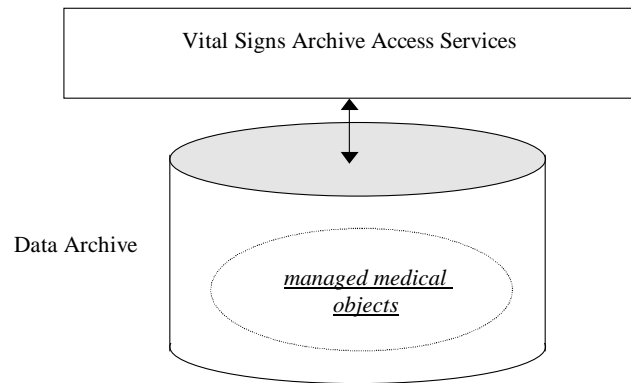 Vital Signs Archive Access Services
Data Archive
managed medical
objects